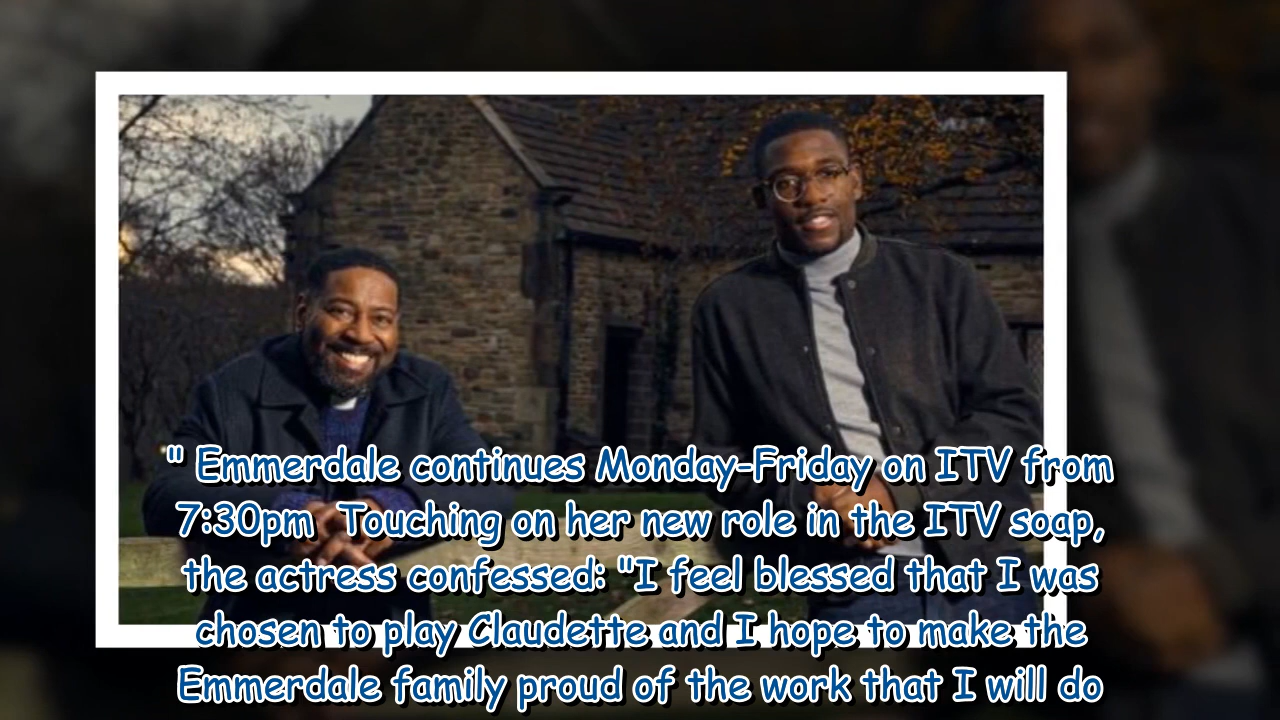 " Emmerdale continues Monday-Friday on ITV from
7:30pm  Touching on her new role in the ITV soap,
the actress confessed: "I feel blessed that I was
chosen to play Claudette and I hope to make the
Emmerdale family proud of the work that I will do